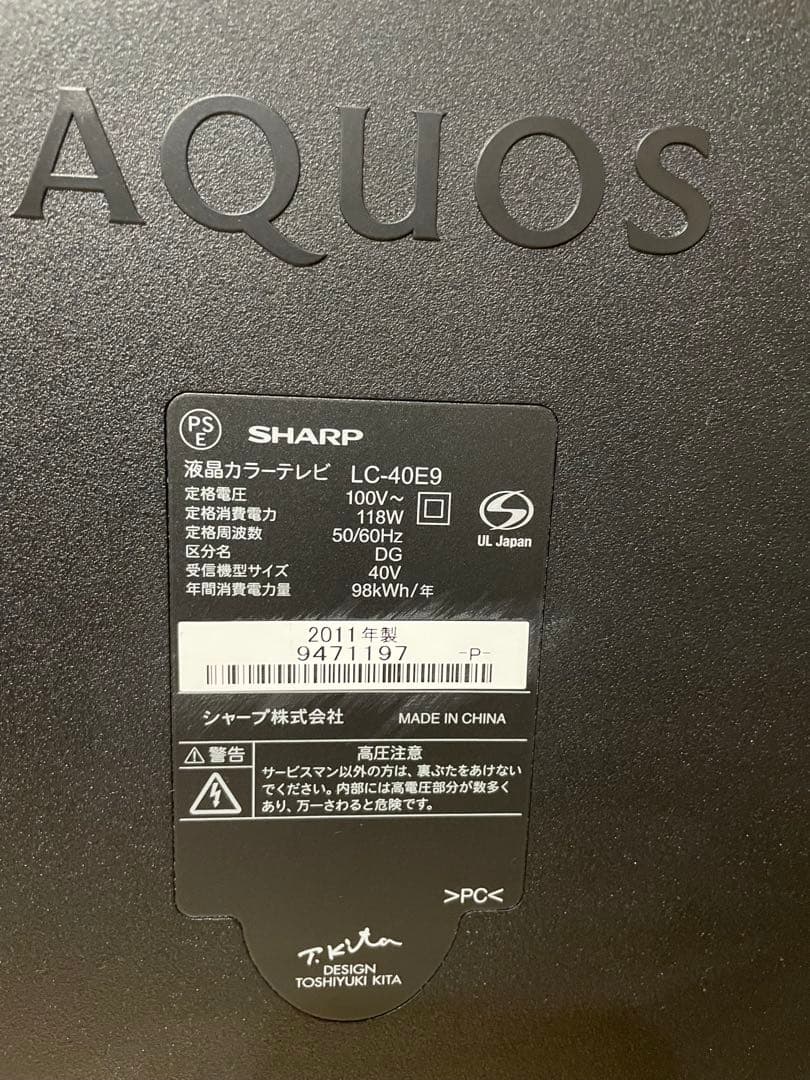 AQUOS
PS
E
SHARP
液晶カラーテレビ LC-40E9
定格電圧 100V～
定格消費電力 118W
定格周波数 50/60Hz
区分名 DG
受信機型サイズ 40V
年間消費電力量 98kWh/年
UL Japan
2011年製
9471197 -P-
シャープ株式会社 MADE IN CHINA
警告 高圧注意
サービスマン以外の方は、裏ぶたをあけない
でください。内部には高電圧部分が数多く
あり、万一さわると危険です。
>PC<
T. Kita
DESIGN
TOSHIYUKI KITA